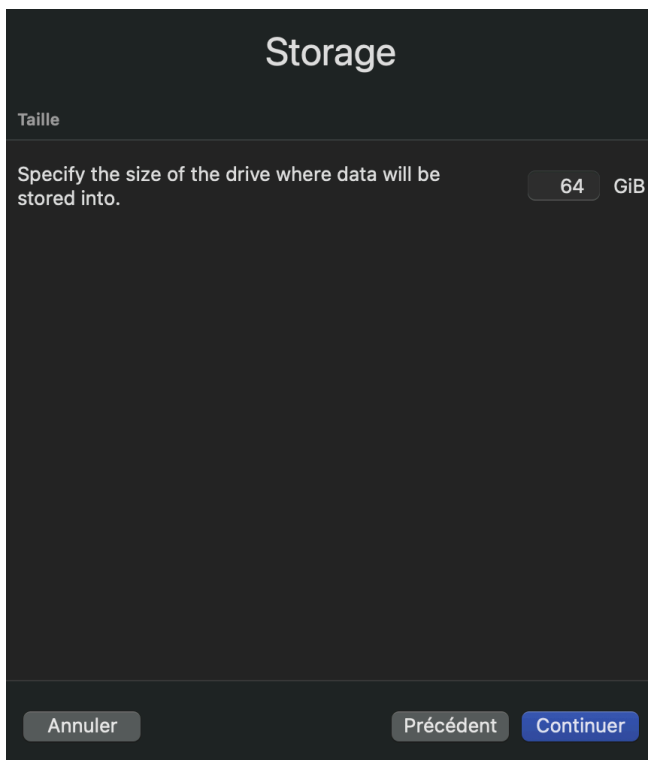 Storage
Taille
Specify the size of the drive where data will be
stored into.
64 GiB
Annuler
Précédent
Continuer